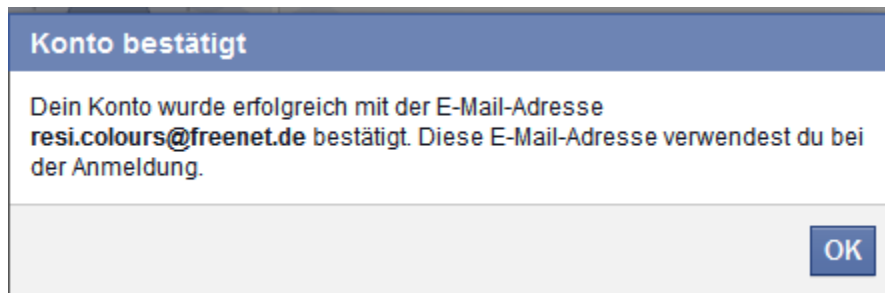 Konto bestätigt
Dein Konto wurde erfolgreich mit der E-Mail-Adresse
resi.colours@freenet.de bestätigt. Diese E-Mail-Adresse verwendest du bei
der Anmeldung.
OK